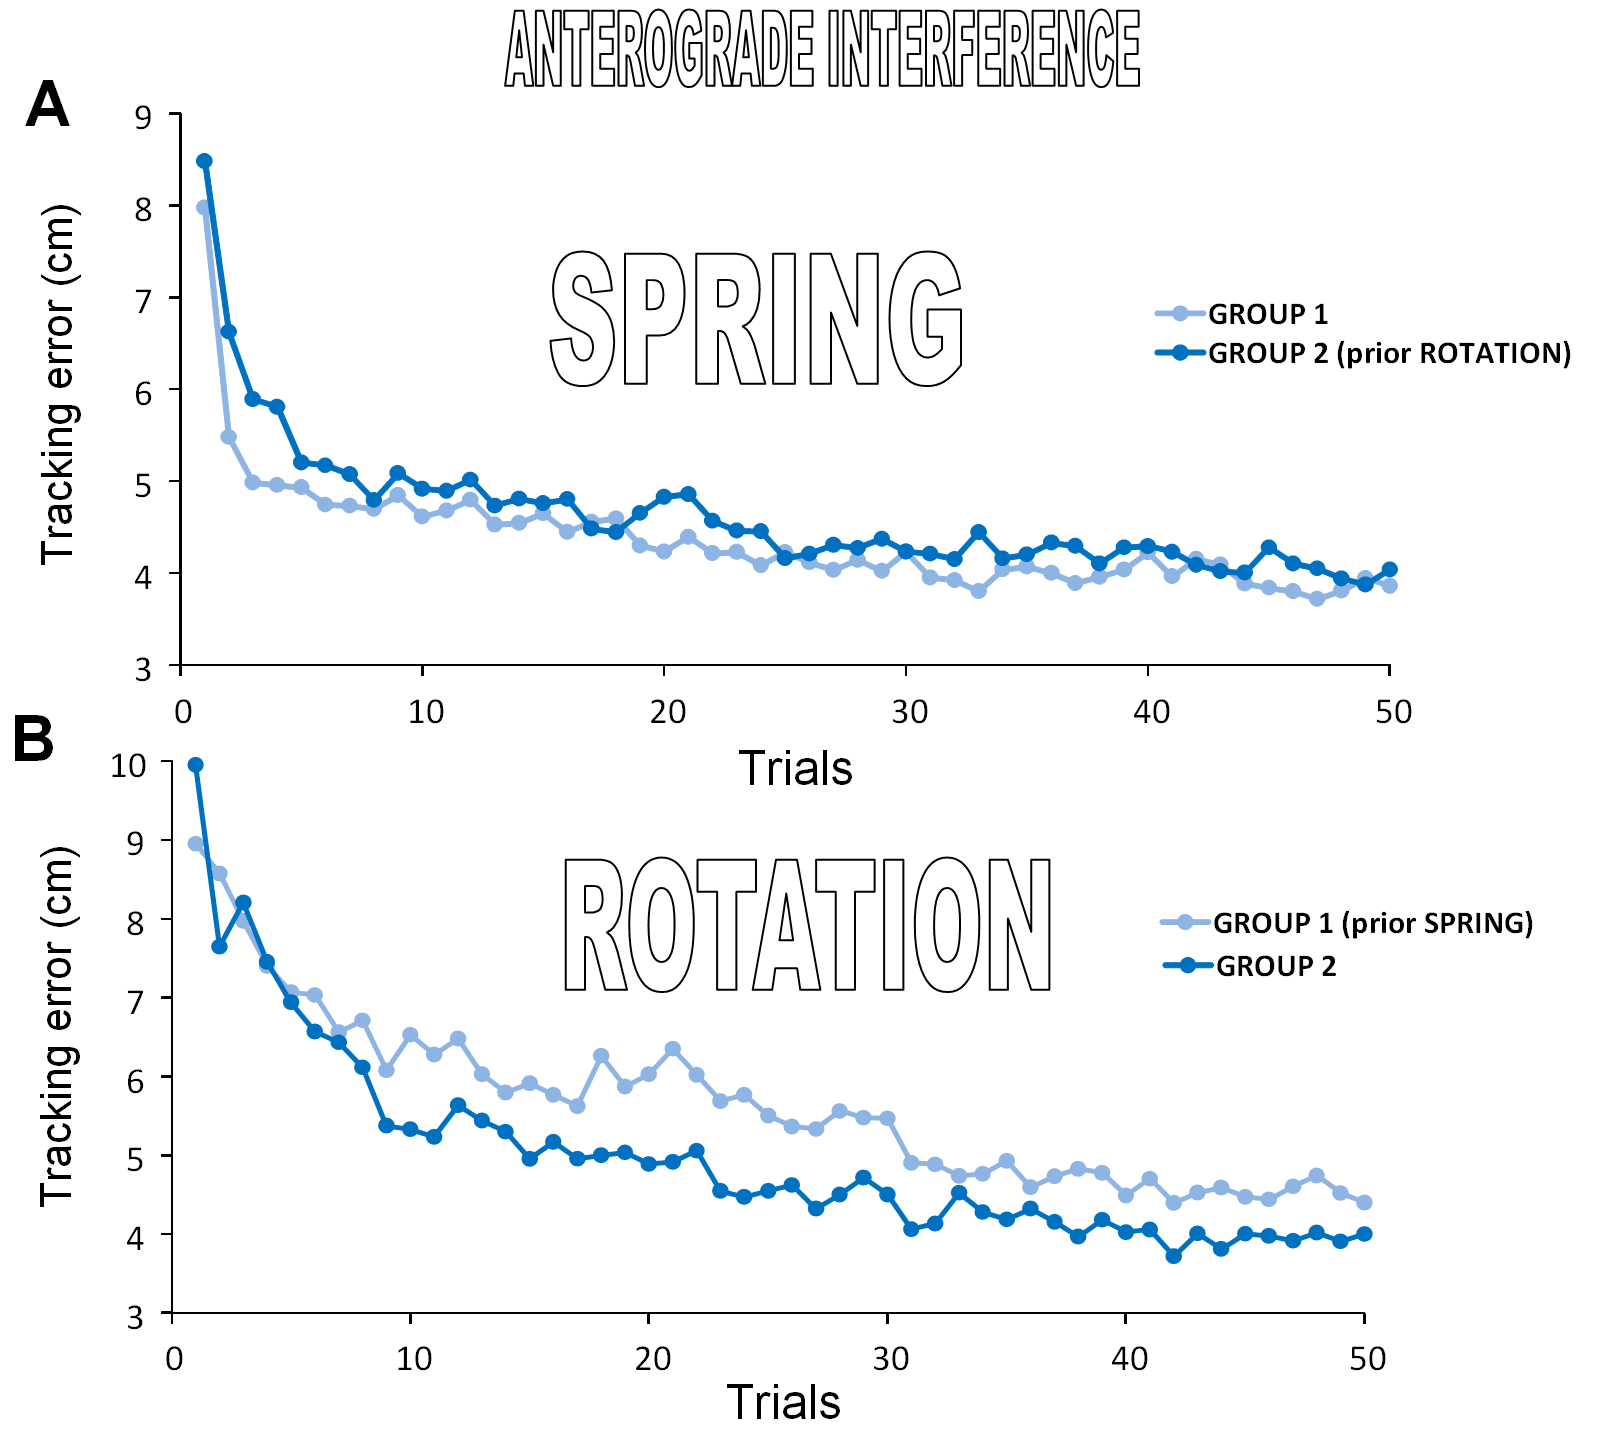 ANTEROGRADE INTERFERENCE
A
9
8
7
6
5
4
3
Tracking error (cm)
SPRING
GROUP 1
GROUP 2 (prior ROTATION)
0 10 20 30 40 50
Trials
B
10
9
8
7
6
5
4
3
Tracking error (cm)
ROTATION
GROUP 1 (prior SPRING)
GROUP 2
0 10 20 30 40 50
Trials